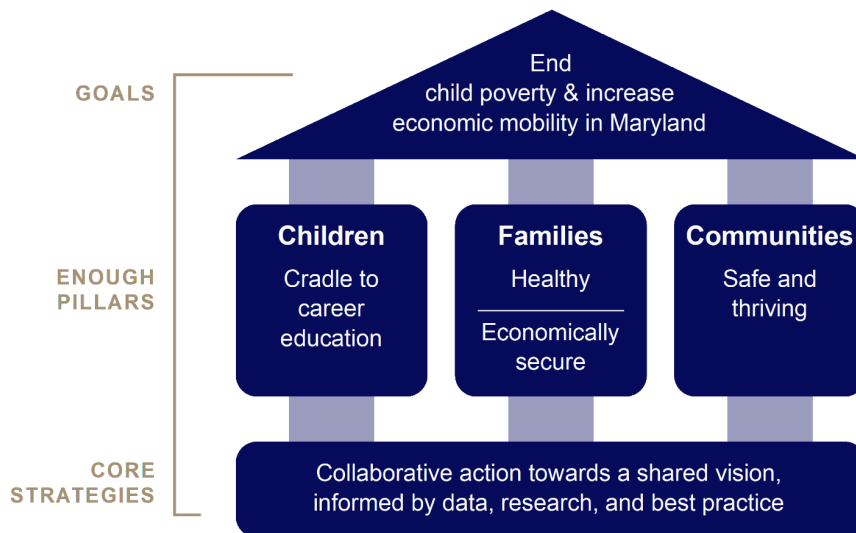 GOALS
End
child poverty & increase
economic mobility in Maryland
ENOUGH
PILLARS
Children
Cradle to
career
education
Families
Healthy
Economically
secure
Communities
Safe and
thriving
CORE
STRATEGIES
Collaborative action towards a shared vision,
informed by data, research, and best practice